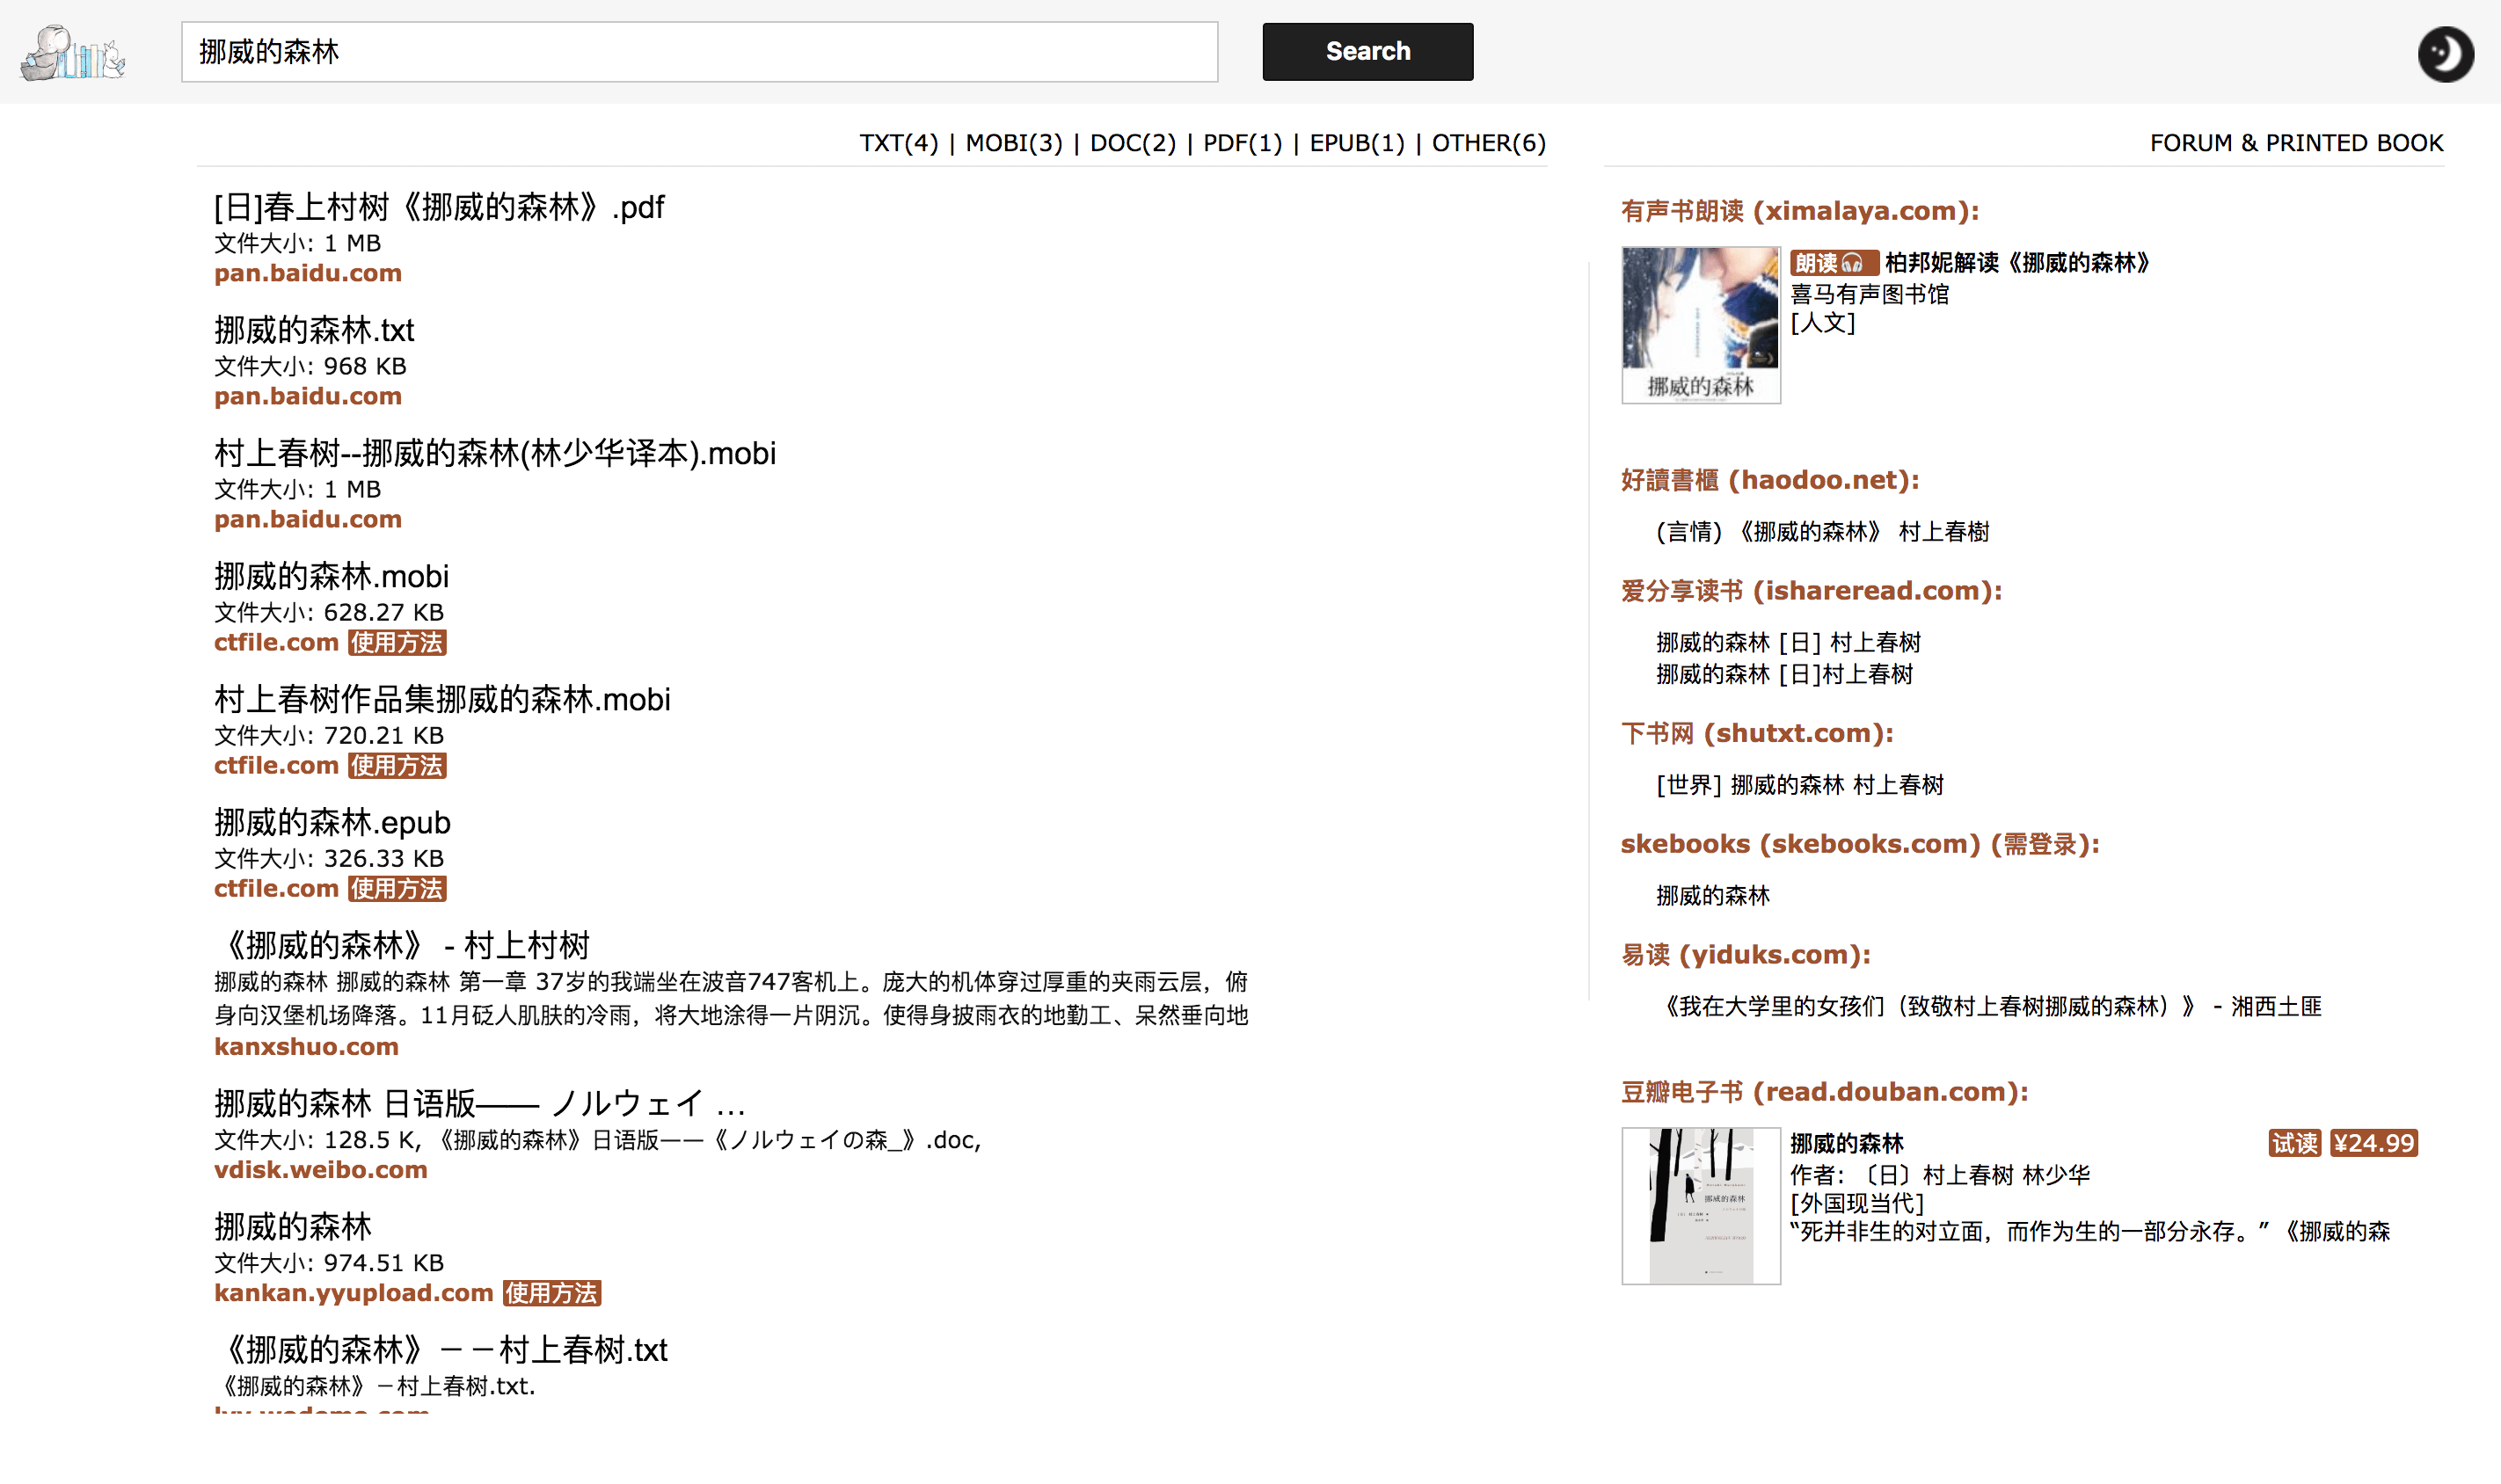 挪威的森林
Search
TXT(4) | MOBI(3) | DOC(2) | PDF(1) | EPUB(1) | OTHER(6)
[日]春上村树《挪威的森林》.pdf
文件大小: 1 MB
pan.baidu.com
挪威的森林.txt
文件大小: 968 KB
pan.baidu.com
村上春树--挪威的森林(林少华译本).mobi
文件大小: 1 MB
pan.baidu.com
挪威的森林.mobi
文件大小: 628.27 KB
ctfile.com 使用方法
村上春树作品集挪威的森林.mobi
文件大小: 720.21 KB
ctfile.com 使用方法
挪威的森林.epub
文件大小: 326.33 KB
ctfile.com 使用方法
《挪威的森林》 - 村上村树
挪威的森林 挪威的森林 第一章 37岁的我端坐在波音747客机上。庞大的机体穿过厚重的夹雨云层，俯
身向汉堡机场降落。11月砭人肌肤的冷雨，将大地涂得一片阴沉。使得身披雨衣的地勤工、呆然垂向地
kanxshuo.com
挪威的森林 日语版—— ノルウェイ ...
文件大小: 128.5 K, 《挪威的森林》日语版——《ノルウェイの森_》.doc,
vdisk.weibo.com
挪威的森林
文件大小: 974.51 KB
kankan.yyupload.com 使用方法
《挪威的森林》－－村上春树.txt
《挪威的森林》－村上春树.txt.
FORUM & PRINTED BOOK
有声书朗读 (ximalaya.com):
挪威的森林
朗读 柏邦妮解读《挪威的森林》
喜马有声图书馆
[人文]
好讀書櫃 (haodoo.net):
(言情) 《挪威的森林》 村上春樹
爱分享读书 (ishareread.com):
挪威的森林 [日] 村上春树
挪威的森林 [日]村上春树
下书网 (shutxt.com):
[世界] 挪威的森林 村上春树
skebooks (skebooks.com) (需登录):
挪威的森林
易读 (yiduks.com):
《我在大学里的女孩们（致敬村上春树挪威的森林）》 - 湘西土匪
豆瓣电子书 (read.douban.com):
挪威的森林
挪威的森林 试读 ¥24.99
作者: 〔日〕村上春树 林少华
[外国现当代]
“死并非生的对立面，而作为生的一部分永存。” 《挪威的森